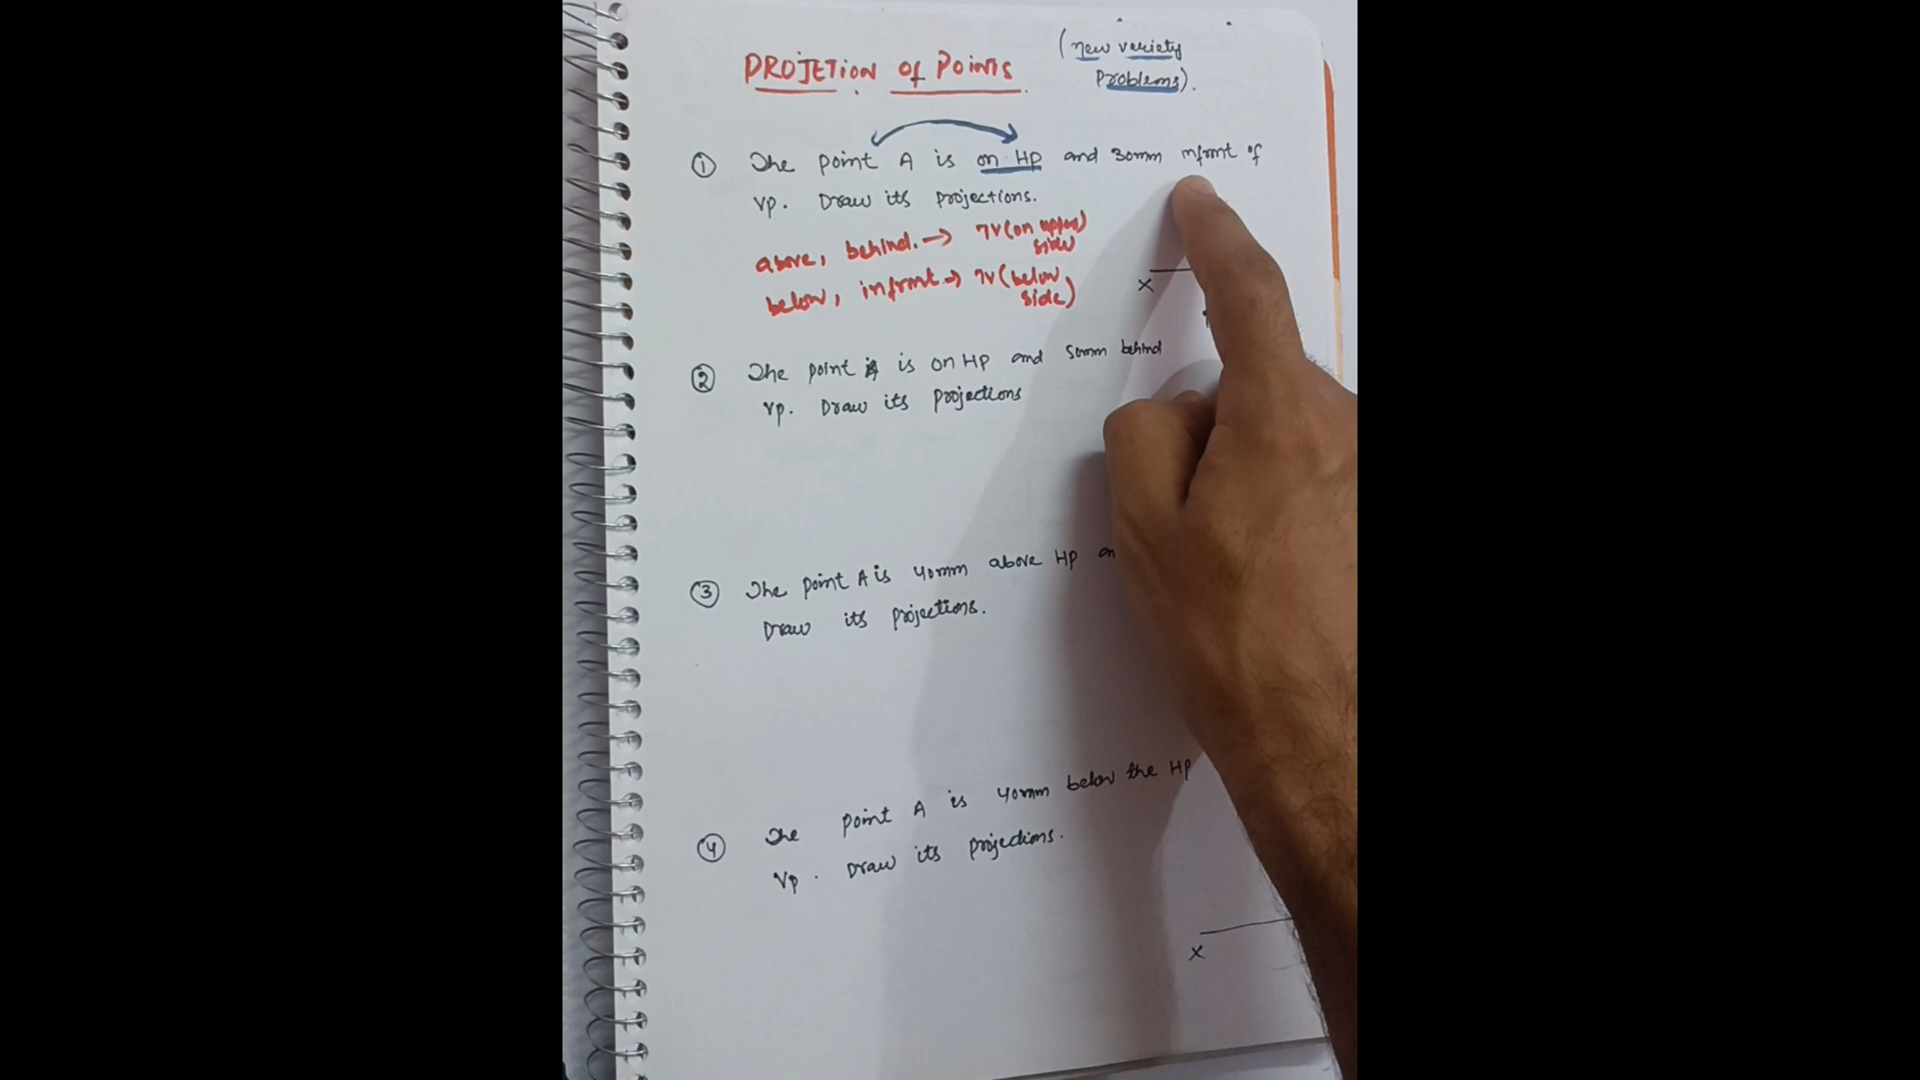 PROJETION of Points
(new variety
Problems).
① The point A is on HP and 30mm infrnt of
VP. Draw its projections.
above, behind. → TV (on upper)
side
below, infrnt → TV (below
side)
② The point A is on HP and 50mm behind
VP. Draw its projections
③ The point A is 40mm above HP an
Draw its projections.
④ The point A is 40mm below the HP
VP. Draw its projections.
X
X